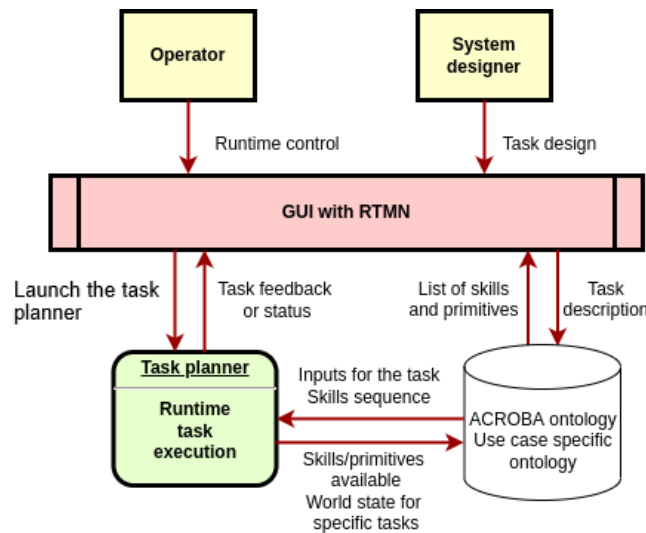 Operator
System
designer
Runtime control
Task design
GUI with RTMN
Launch the task
planner
Task feedback
or status
List of skills
and primitives
Task
description
Task planner
Runtime
task
execution
Inputs for the task
Skills sequence
ACROBA ontology
Use case specific
ontology
Skills/primitives
available
World state for
specific tasks